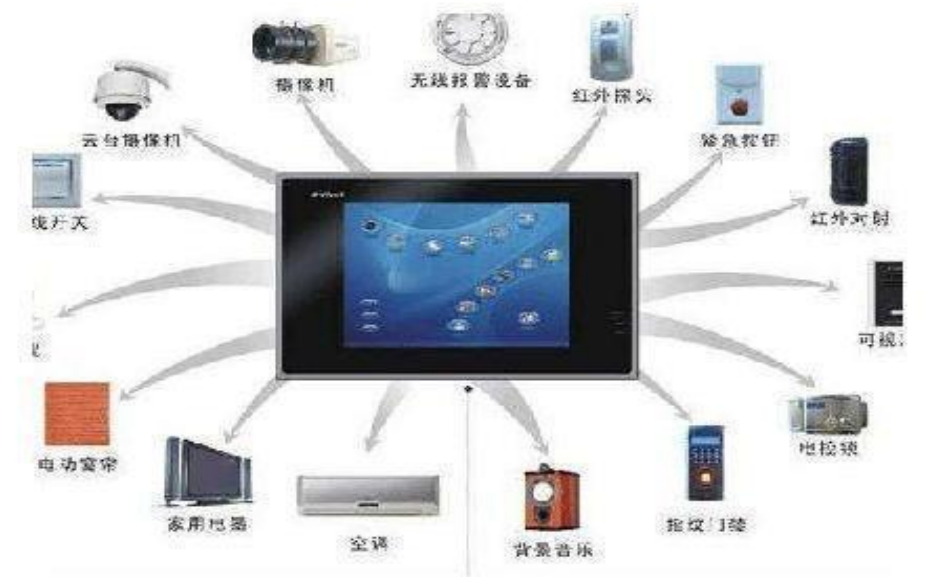 摄像机
无线报警设备
红外探头
云台摄像机
紧急按钮
线开关
红外对射
可视
电动窗帘
电控锁
家用电器
空调
背景音乐
指纹门禁